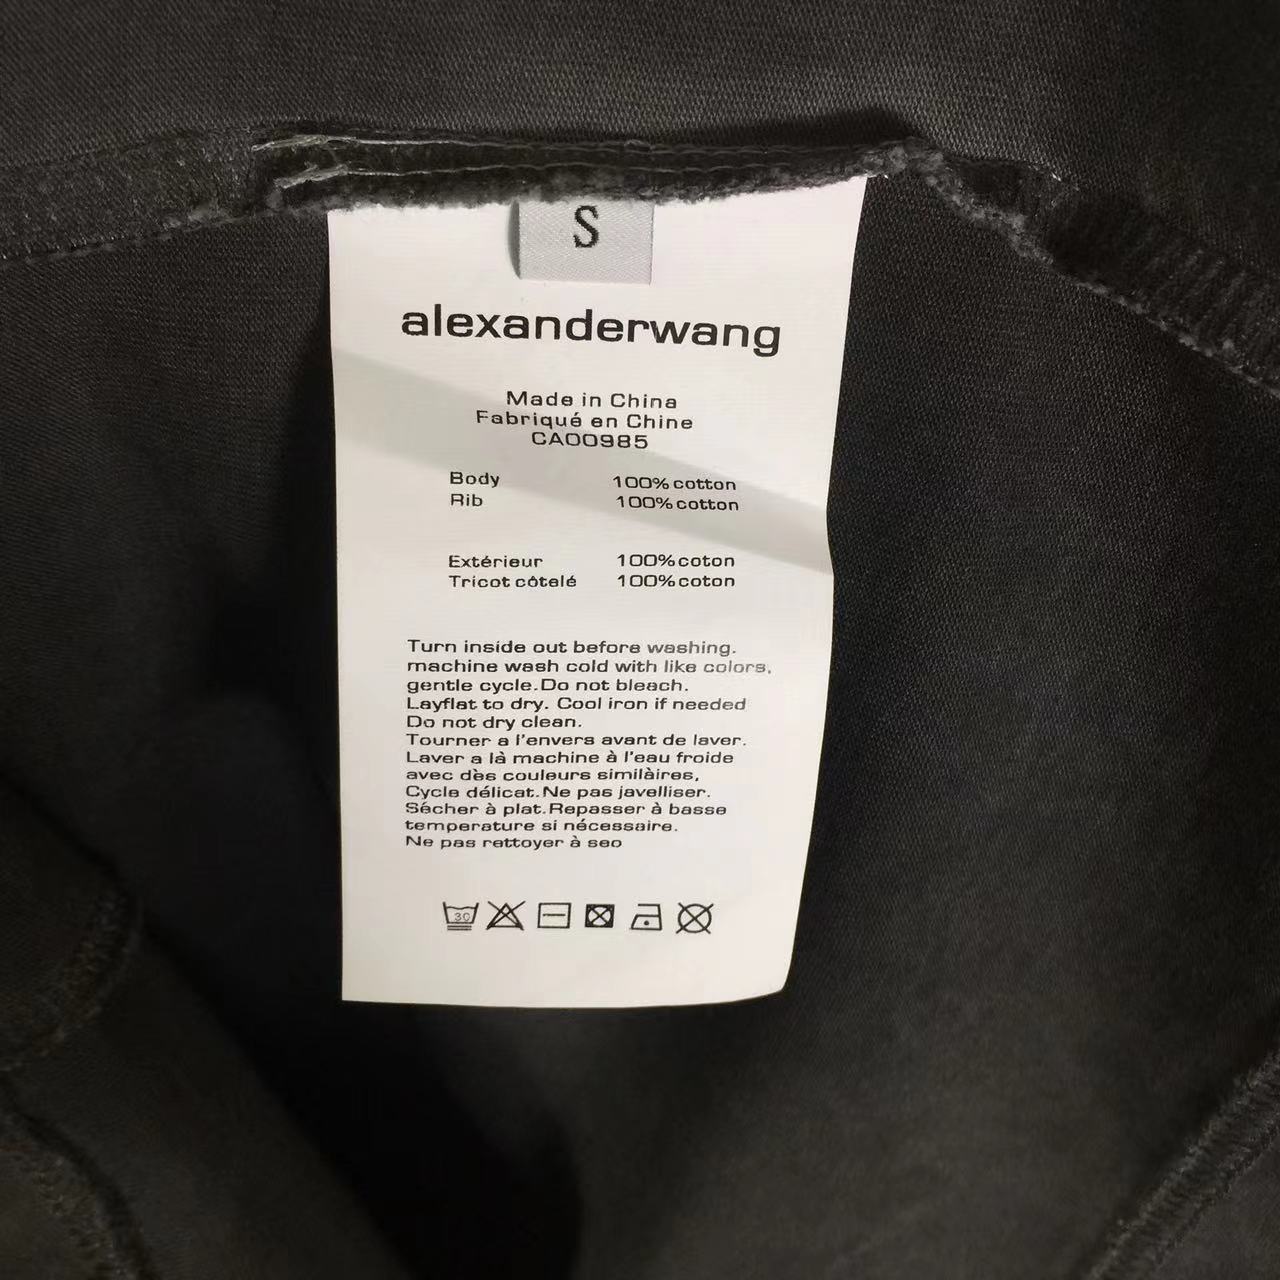 S
alexanderwang
Made in China
Fabriqué en Chine
CA00985
Body 100% cotton
Rib 100% cotton
Extérieur 100% coton
Tricot côtelé 100% coton
Turn inside out before washing.
machine wash cold with like colors,
gentle cycle.Do not bleach.
Layflat to dry. Cool iron if needed
Do not dry clean.
Tourner a l'envers avant de laver.
Laver a là machine à l'eau froide
avec dès couleurs similàires,
Cycle délicat.Ne pas javelliser.
Sécher à plat.Repasser à basse
temperature si nécessaire.
Ne pas rettoyer à seo
30